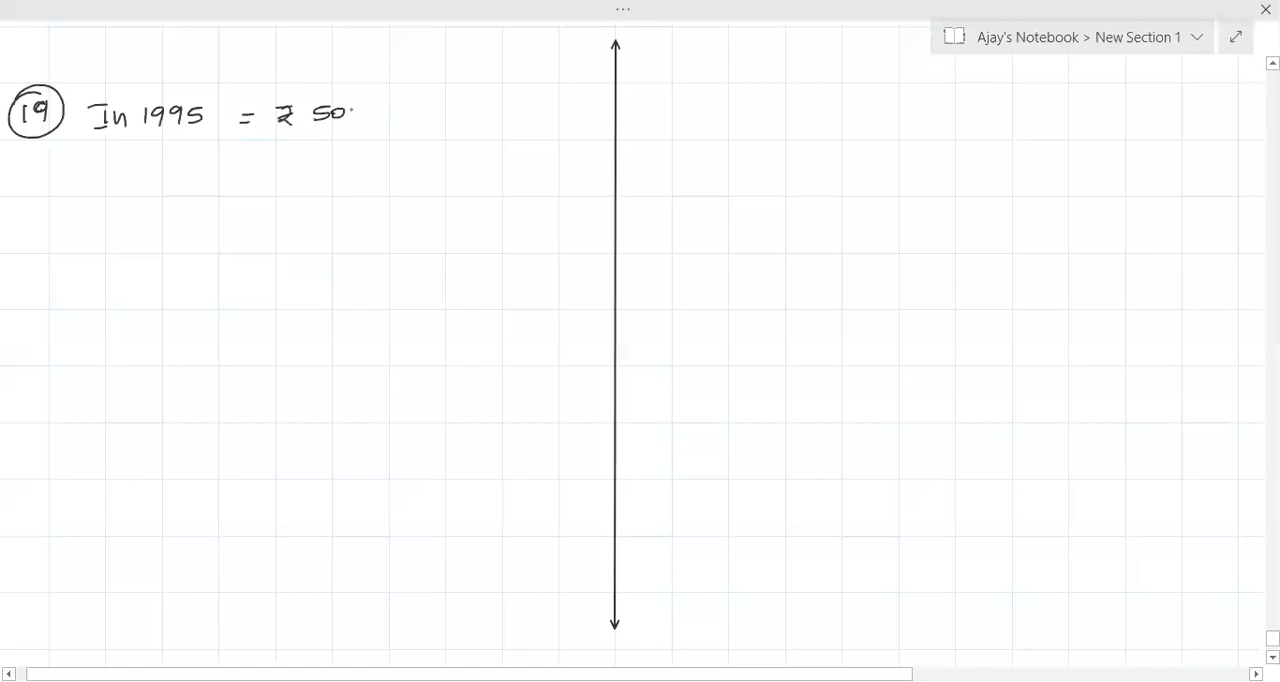 Ajay's Notebook > New Section 1
19 In 1995 = ₹ 50